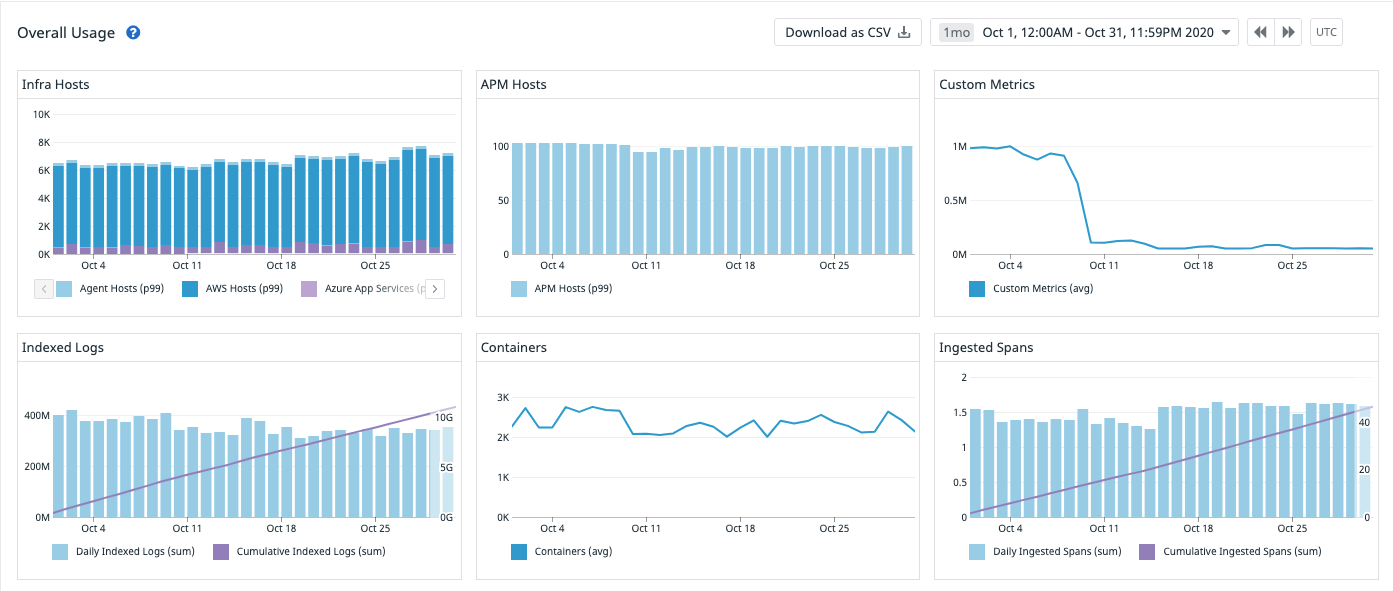 Overall Usage ?
Download as CSV
1mo Oct 1, 12:00AM - Oct 31, 11:59PM 2020
UTC
Infra Hosts
10K
8K
6K
4K
2K
0K
Oct 4 Oct 11 Oct 18 Oct 25
Agent Hosts (p99) AWS Hosts (p99) Azure App Services (p
APM Hosts
100
50
0
Oct 4 Oct 11 Oct 18 Oct 25
APM Hosts (p99)
Custom Metrics
1M
0.5M
0M
Oct 4 Oct 11 Oct 18 Oct 25
Custom Metrics (avg)
Indexed Logs
400M 10G
200M 5G
0M 0G
Oct 4 Oct 11 Oct 18 Oct 25
Daily Indexed Logs (sum) Cumulative Indexed Logs (sum)
Containers
3K
2K
1K
0K
Oct 4 Oct 11 Oct 18 Oct 25
Containers (avg)
Ingested Spans
2
1.5 40
1
0.5 20
0 0
Oct 4 Oct 11 Oct 18 Oct 25
Daily Ingested Spans (sum) Cumulative Ingested Spans (sum)